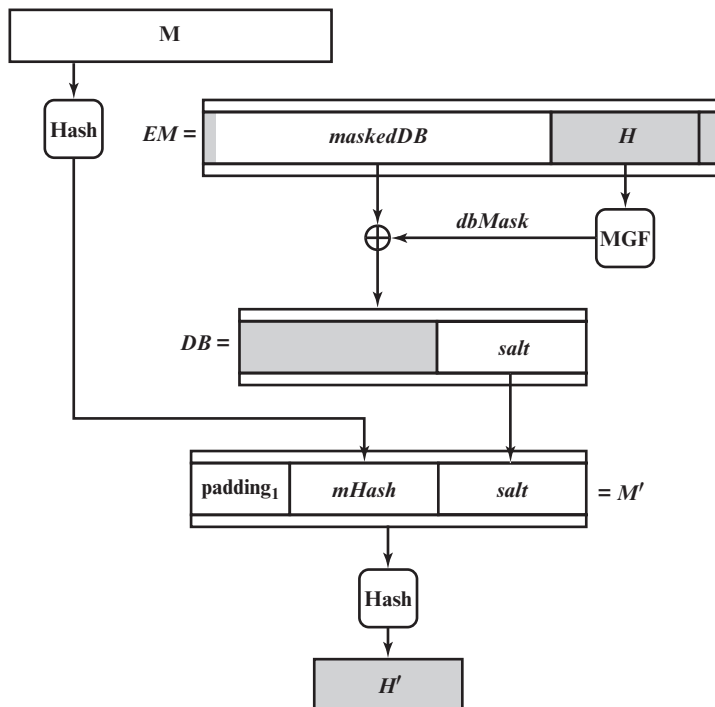 M
Hash
EM = maskedDB H
dbMask
MGF
DB = salt
padding₁ mHash salt = M′
Hash
H′